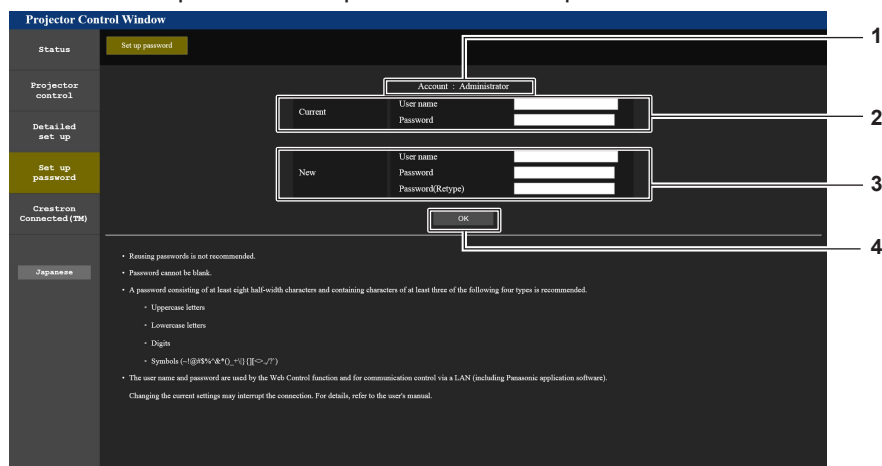 Projector Control Window
1
Status
Set up password
Projector
control
Account : Administrator
Current
User name
Password
2
Detailed
set up
Set up
password
New
User name
Password
Password(Retype)
3
Crestron
Connected(TM)
OK
4
Japanese
• Reusing passwords is not recommended.
• Password cannot be blank.
• A password consisting of at least eight half-width characters and containing characters of at least three of the following four types is recommended.
• Uppercase letters
• Lowercase letters
• Digits
• Symbols
• The user name and password are used by the Web Control function and for communication control via a LAN (including Panasonic application software).
Changing the current settings may interrupt the connection. For details, refer to the user's manual.